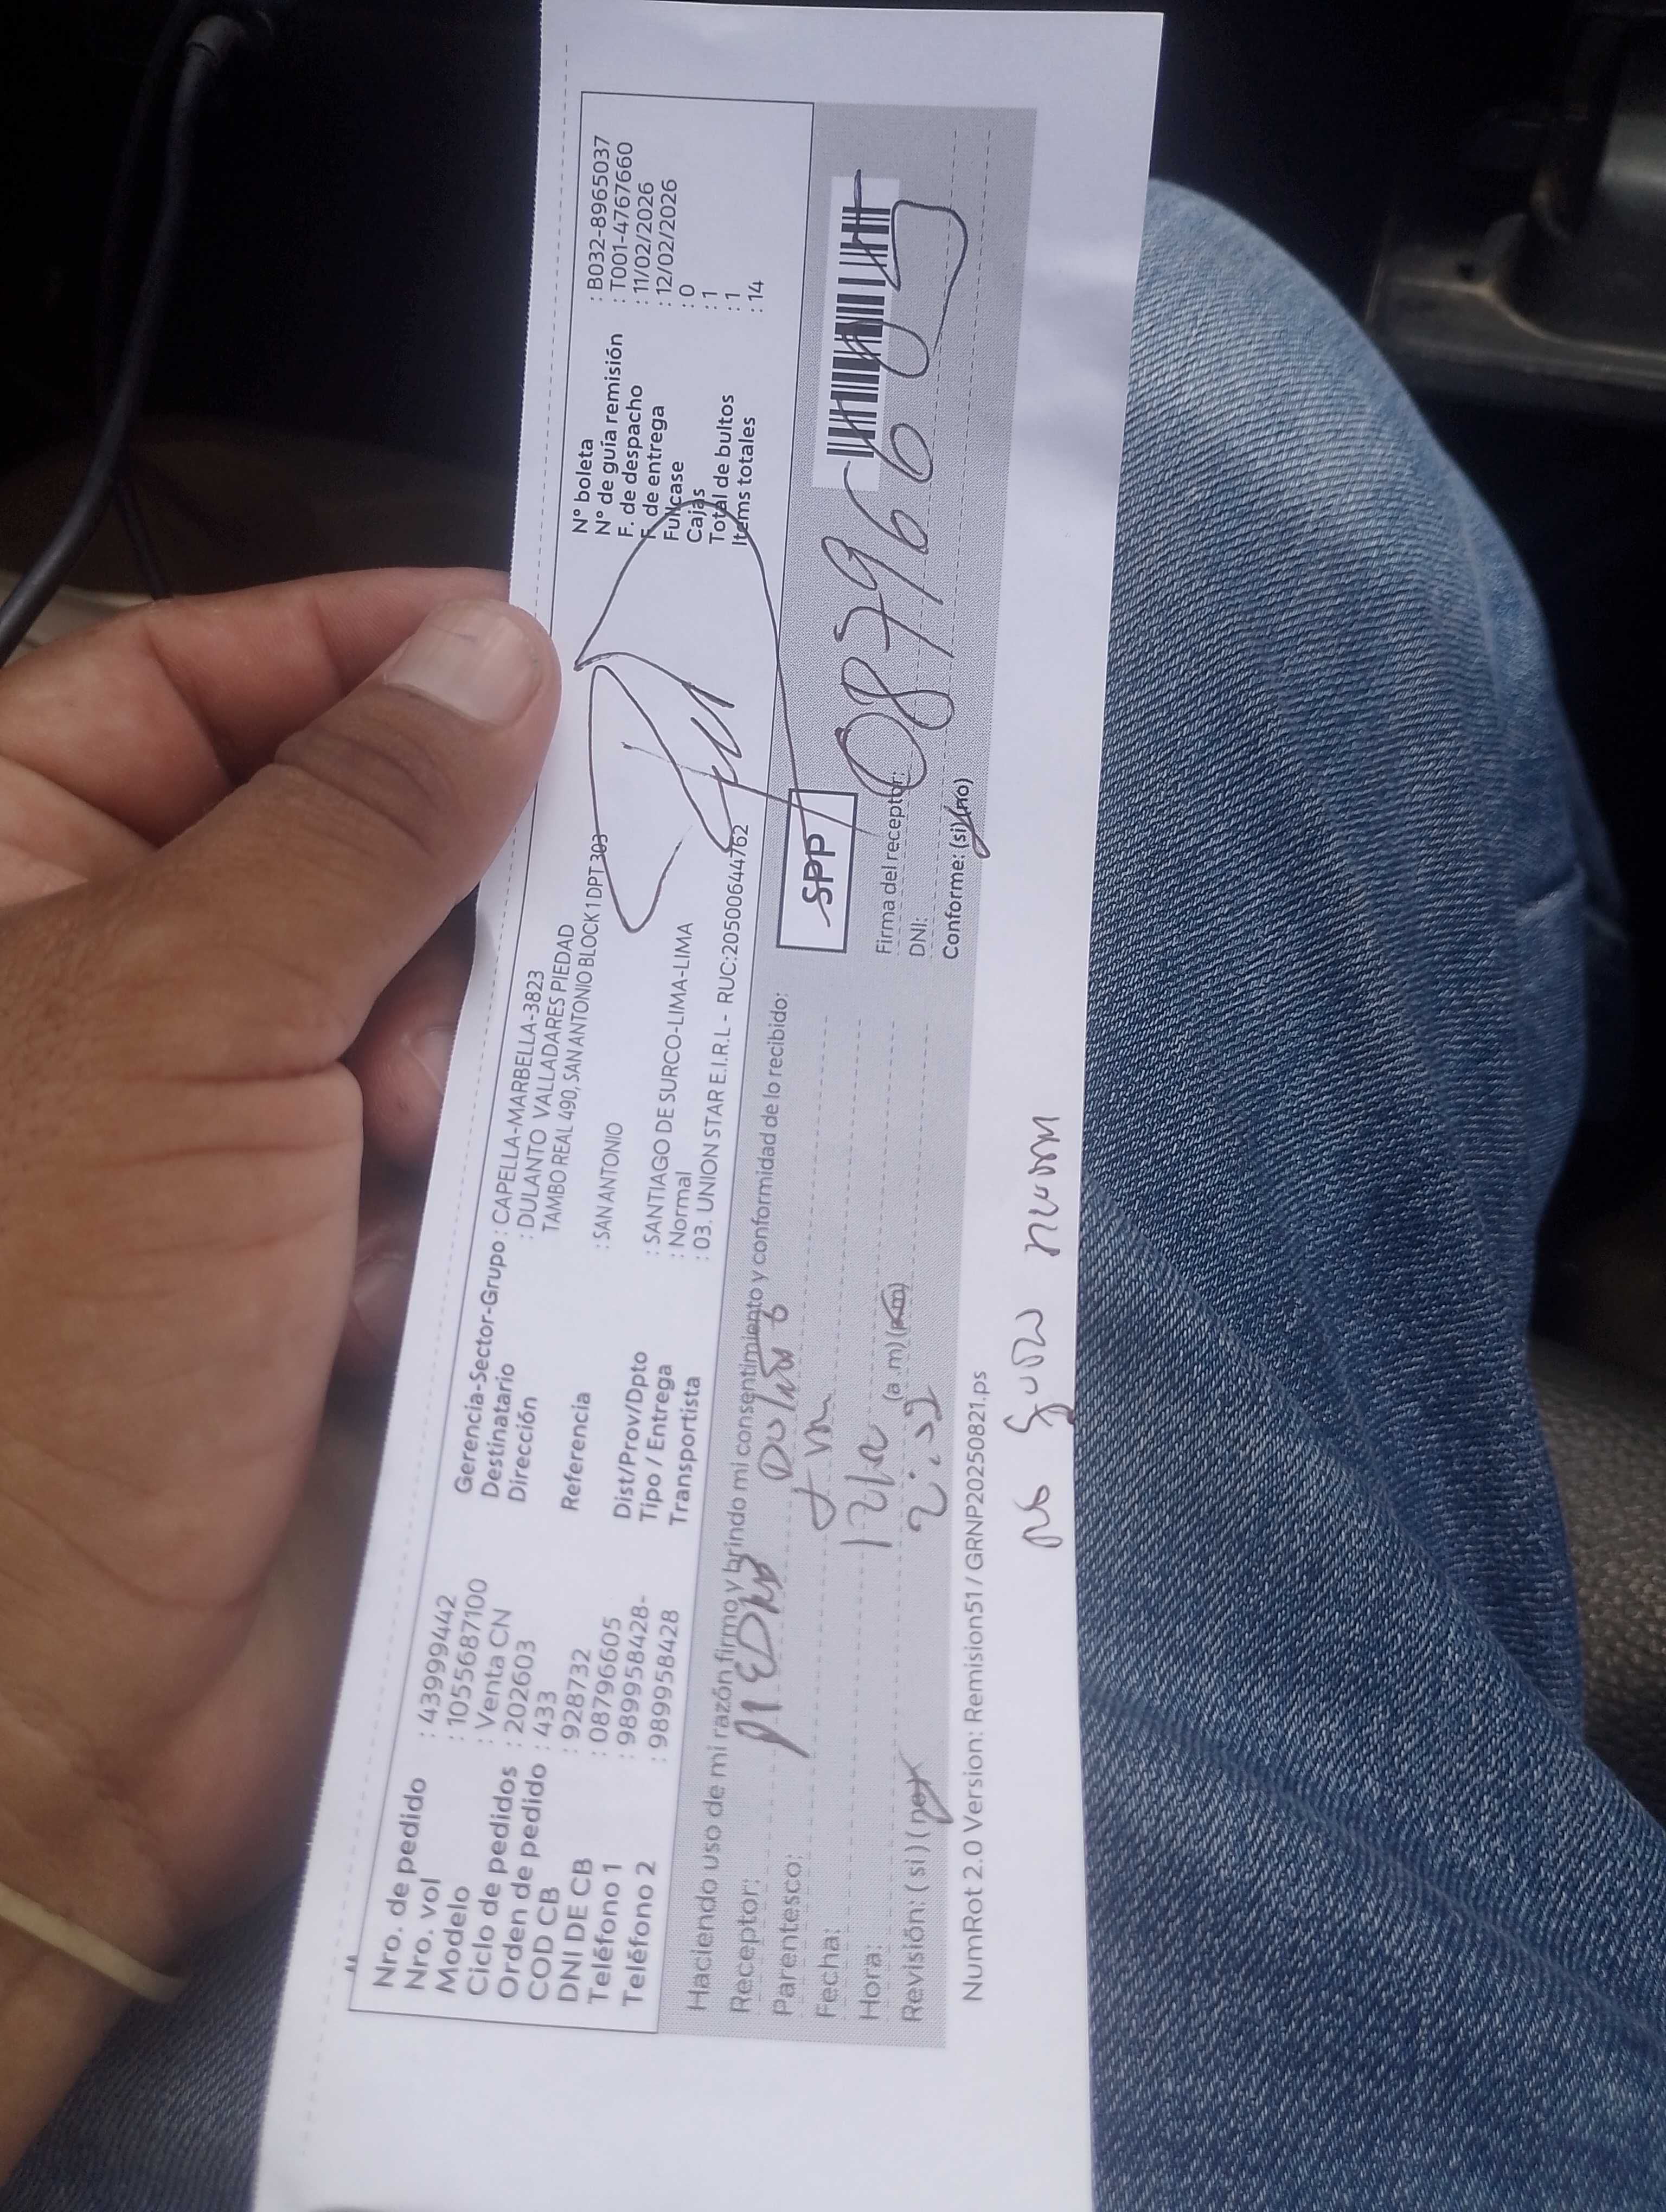 Nro. de pedido : 43999442
Nro. vol : 1055687100
Modelo : Venta CN
Ciclo de pedidos : 202603
Orden de pedido : 433
COD CB : 928732
DNI DE CB : 08796605
Teléfono 1 : 989958428-
Teléfono 2 : 989958428
Gerencia-Sector-Grupo : CAPELLA-MARBELLA-3823
Destinatario : DULANTO VALLADARES PIEDAD
Dirección TAMBO REAL 490, SAN ANTONIO BLOCK 1 DPT 303
Referencia : SAN ANTONIO
Dist/Prov/Dpto : SANTIAGO DE SURCO-LIMA-LIMA
Tipo / Entrega : Normal
Transportista : 03. UNION STAR E.I.R.L - RUC:20500644762
N° boleta : B032-8965037
N° de guía remisión : T001-4767660
F. de despacho : 11/02/2026
F. de entrega : 12/02/2026
Fullcase : 0
Cajas : 1
Total de bultos : 1
Items totales : 14
Haciendo uso de mi razón firmo y brindo mi consentimiento y conformidad de lo recibido:
Receptor: Dulanto
Parentesco:
Fecha:
Hora: (a m) (p m)
Revisión: (si) (no)
SPP
Firma del receptor:
DNI: 08796605
Conforme: (si) (no)
NumRot 2.0 Version: Remision51 / GRNP20250821.ps